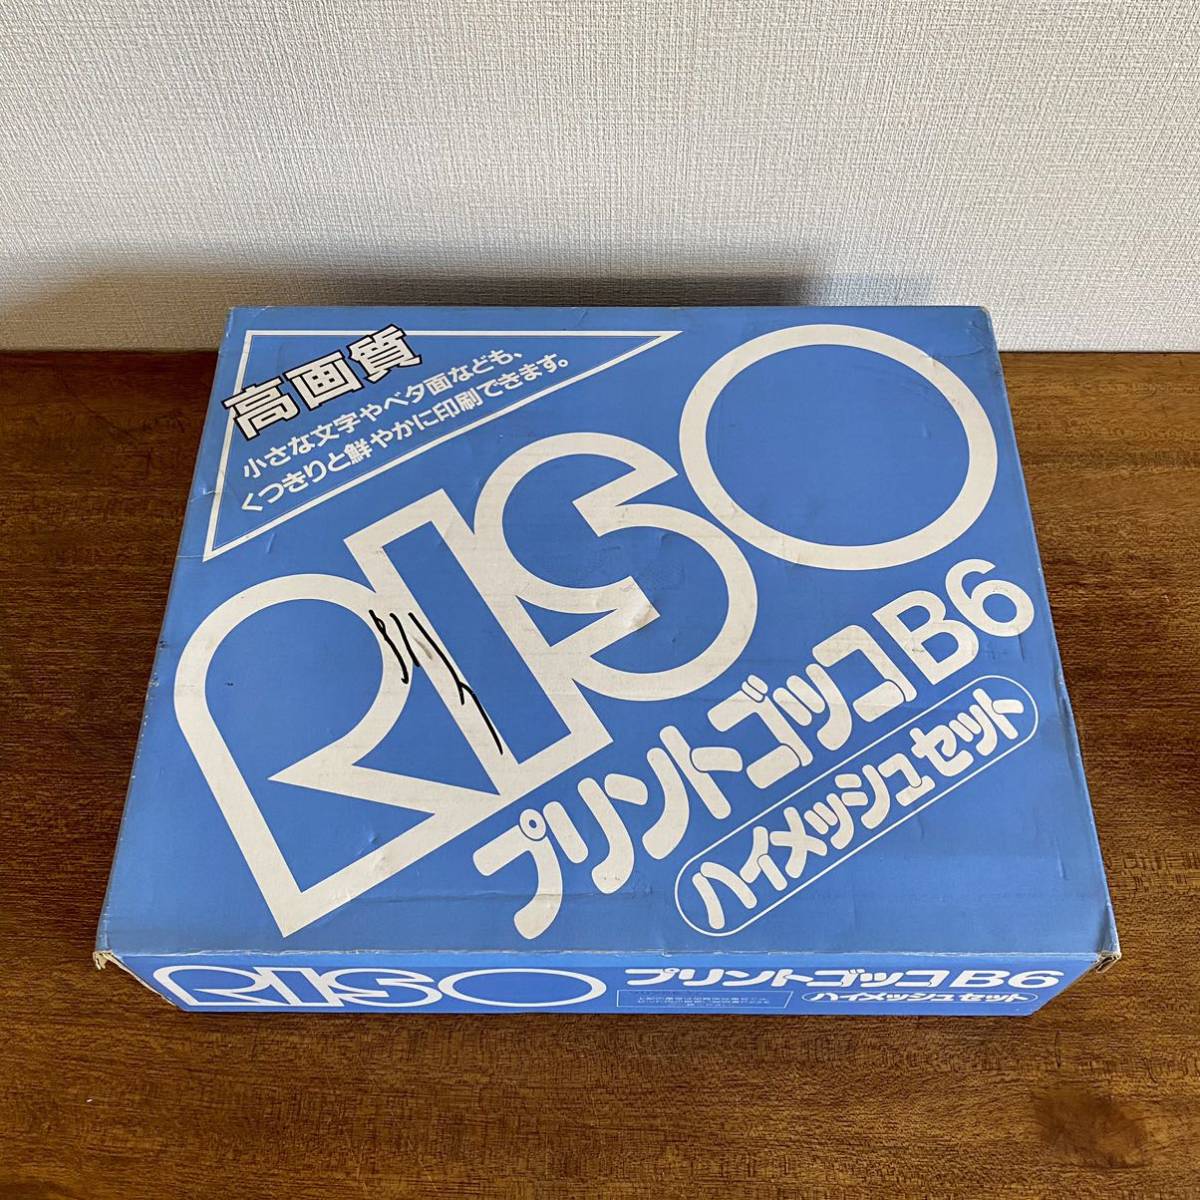 高画質
小さな文字やベタ面なども、
くっきりと鮮やかに印刷できます。
RISO
プリントゴッコB6
ハイメッシュセット
RISO
プリントゴッコB6
ハイメッシュセット